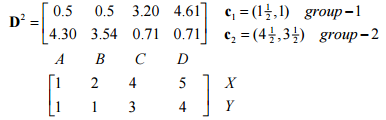 D² = [0.5 0.5 3.20 4.61] c₁ = (1½,1) group−1
[4.30 3.54 0.71 0.71] c₂ = (4½,3½) group−2
A B C D
[1 2 4 5] X
[1 1 3 4] Y